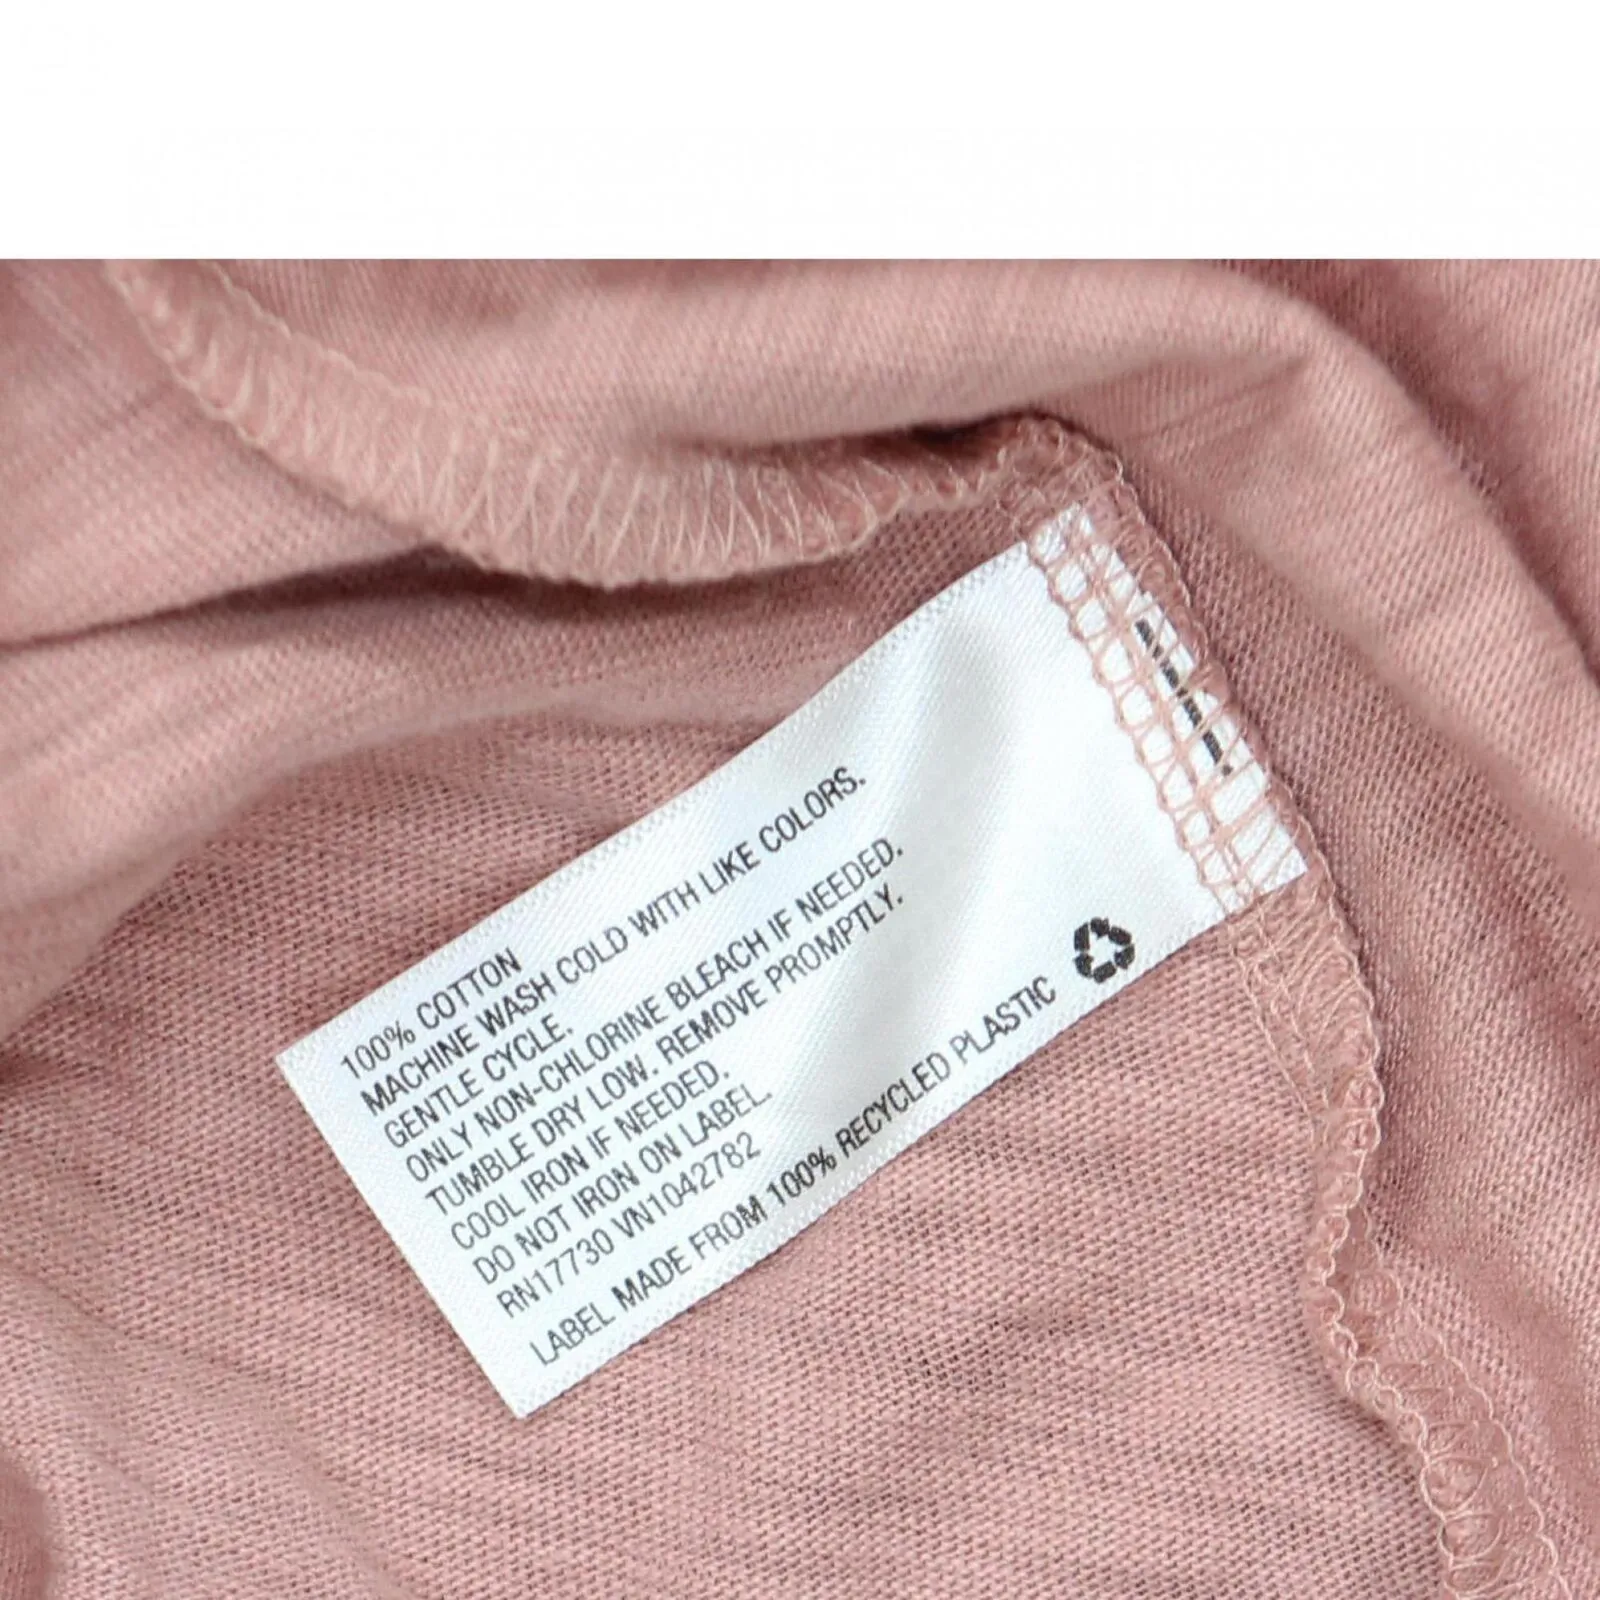 100% COTTON
MACHINE WASH COLD WITH LIKE COLORS.
GENTLE CYCLE.
ONLY NON-CHLORINE BLEACH IF NEEDED.
TUMBLE DRY LOW. REMOVE PROMPTLY.
COOL IRON IF NEEDED.
DO NOT IRON ON LABEL.
RN17730 VN1042782
LABEL MADE FROM 100% RECYCLED PLASTIC